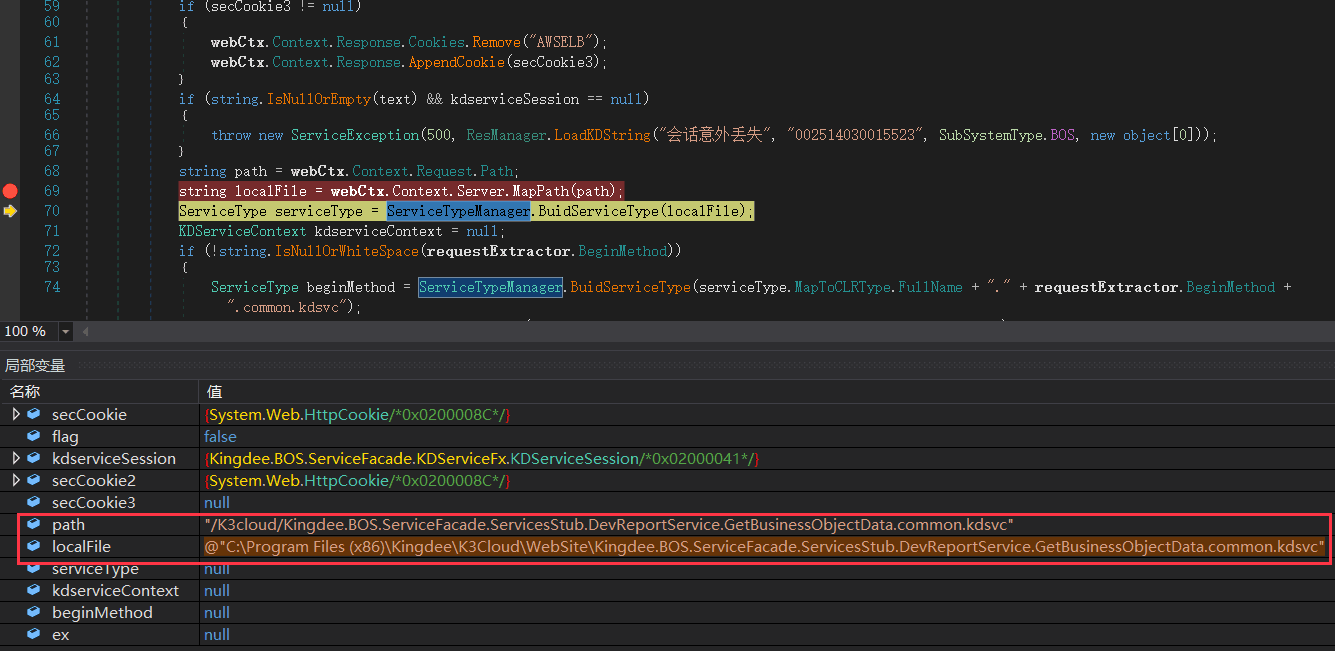 59 if (secCookie3 != null)
60 {
61 webCtx.Context.Response.Cookies.Remove("AWSELB");
62 webCtx.Context.Response.AppendCookie(secCookie3);
63 }
64 if (string.IsNullOrEmpty(text) && kdserviceSession == null)
65 {
66 throw new ServiceException(500, ResManager.LoadKDString("会话意外丢失", "002514030015523", SubSystemType.BOS, new object[0]));
67 }
68 string path = webCtx.Context.Request.Path;
69 string localFile = webCtx.Context.Server.MapPath(path);
70 ServiceType serviceType = ServiceTypeManager.BuidServiceType(localFile);
71 KDServiceContext kdserviceContext = null;
72 if (!string.IsNullOrWhiteSpace(requestExtractor.BeginMethod))
73 {
74 ServiceType beginMethod = ServiceTypeManager.BuidServiceType(serviceType.MapToCLRType.FullName + "." + requestExtractor.BeginMethod +
".common.kdsvc");
100 %
局部变量
名称 值
secCookie {System.Web.HttpCookie/*0x0200008C*/}
flag false
kdserviceSession {Kingdee.BOS.ServiceFacade.KDServiceFx.KDServiceSession/*0x02000041*/}
secCookie2 {System.Web.HttpCookie/*0x0200008C*/}
secCookie3 null
path "/K3cloud/Kingdee.BOS.ServiceFacade.ServicesStub.DevReportService.GetBusinessObjectData.common.kdsvc"
localFile @"C:\Program Files (x86)\Kingdee\K3Cloud\WebSite\Kingdee.BOS.ServiceFacade.ServicesStub.DevReportService.GetBusinessObjectData.common.kdsvc"
serviceType null
kdserviceContext null
beginMethod null
ex null